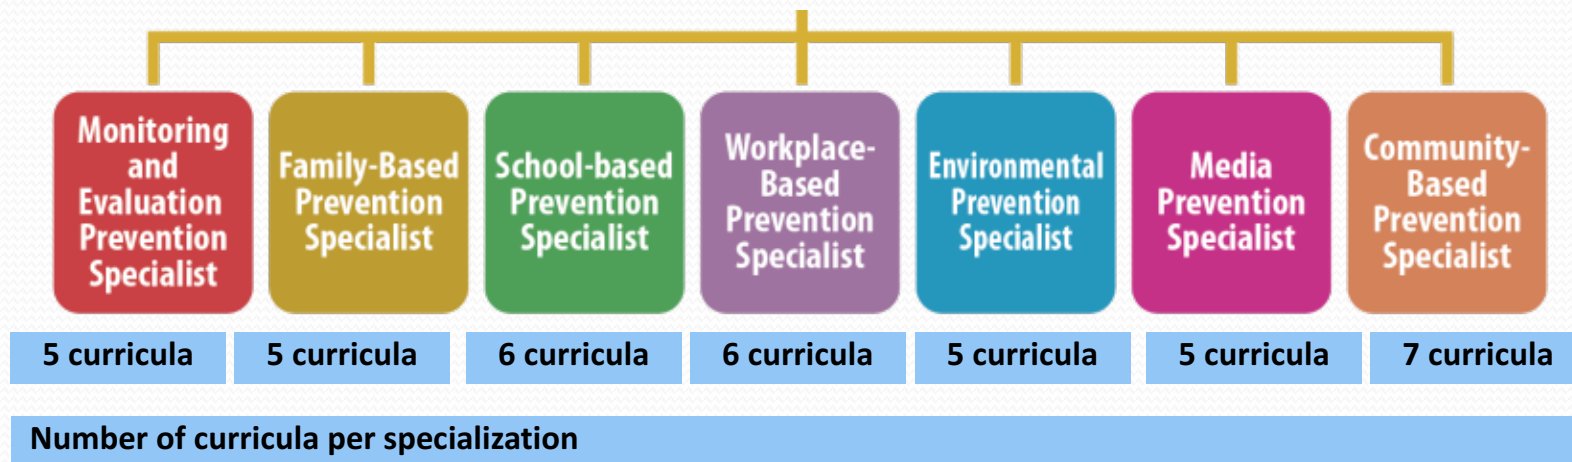 Monitoring
and
Evaluation
Prevention
Specialist
Family-Based
Prevention
Specialist
School-based
Prevention
Specialist
Workplace-
Based
Prevention
Specialist
Environmental
Prevention
Specialist
Media
Prevention
Specialist
Community-
Based
Prevention
Specialist
5 curricula
5 curricula
6 curricula
6 curricula
5 curricula
5 curricula
7 curricula
Number of curricula per specialization